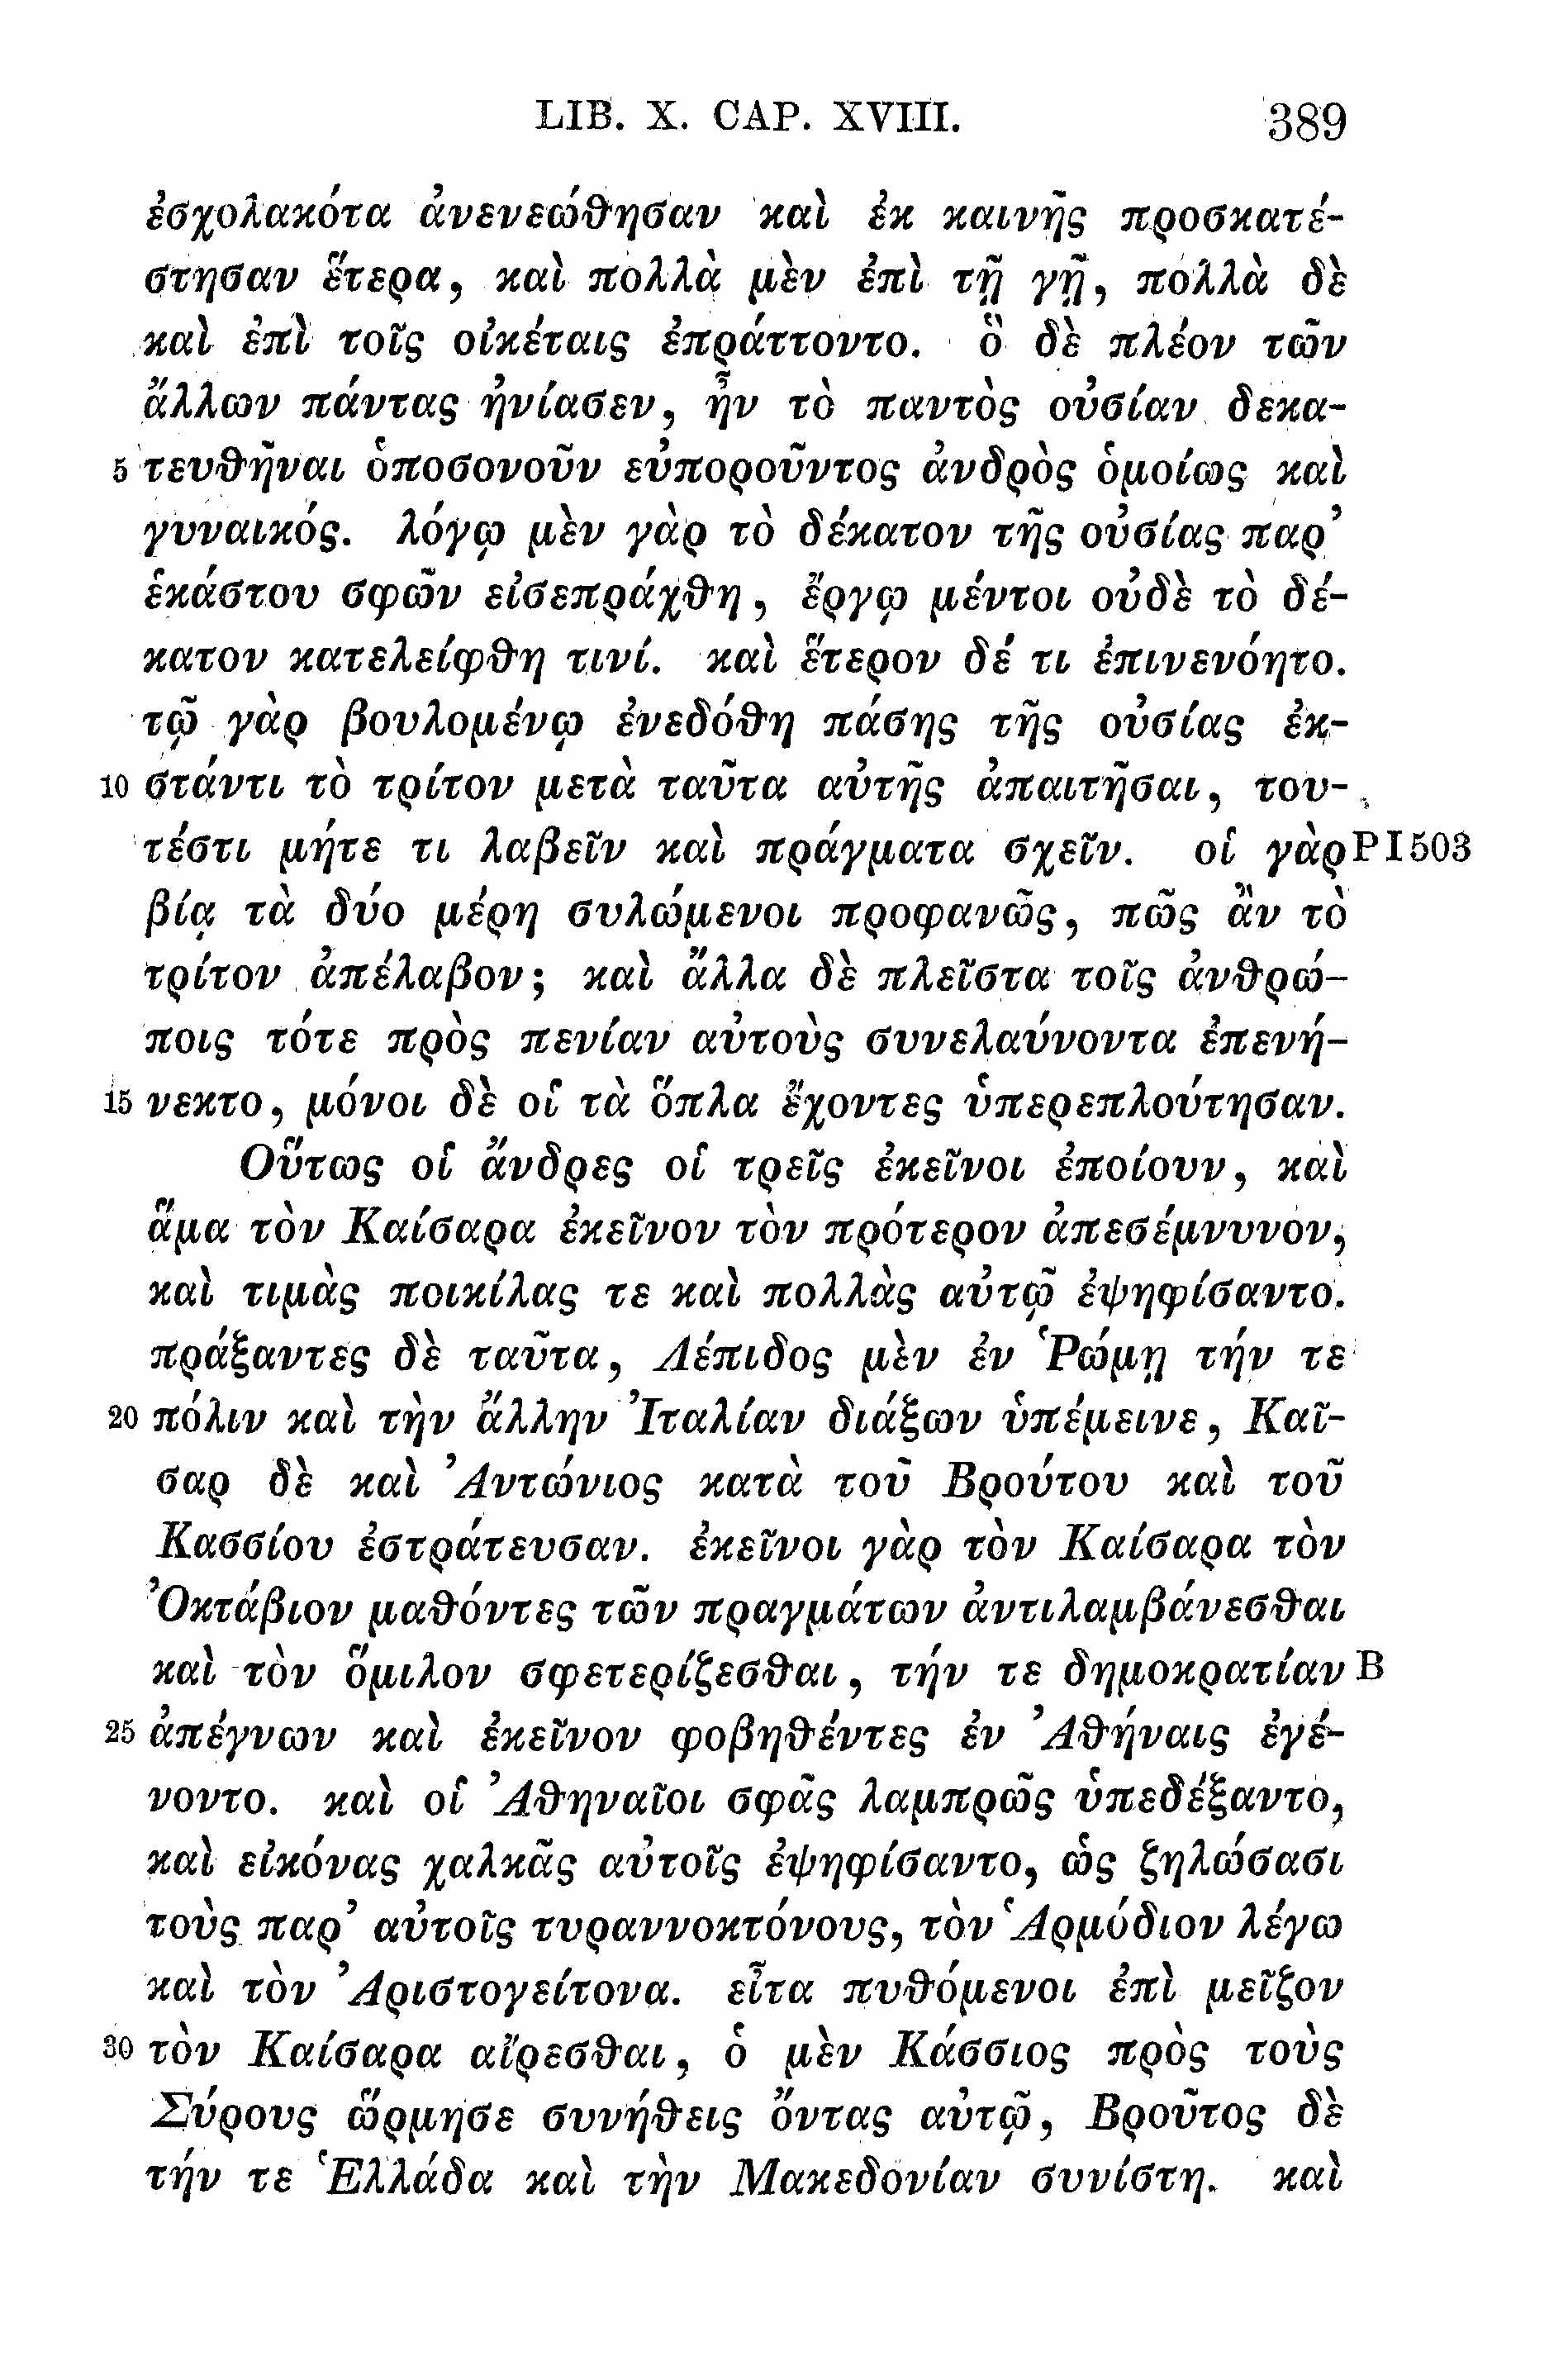 LIB. X. CAP. XVIII. 389
ἐσχολακότα ἀνενεώθησαν καὶ ἐκ καινῆς προσκατέ-
στησαν ἕτερα, καὶ πολλὰ μὲν ἐπὶ τῇ γῇ, πολλὰ δὲ
καὶ ἐπὶ τοῖς οἰκέταις ἐπράττοντο. ὃ δὲ πλέον τῶν
ἄλλων πάντας ἠνίασεν, ἦν τὸ παντὸς οὐσίαν δεκα-
5 τευθῆναι ὁποσονοῦν εὐποροῦντος ἀνδρὸς ὁμοίως καὶ
γυναικός. λόγῳ μὲν γὰρ τὸ δέκατον τῆς οὐσίας παρ’
ἑκάστου σφῶν εἰσεπράχθη, ἔργῳ μέντοι οὐδὲ τὸ δέ-
κατον κατελείφθη τινί. καὶ ἕτερον δέ τι ἐπινενόητο.
τῷ γὰρ βουλομένῳ ἐνεδόθη πάσης τῆς οὐσίας ἐκ-
10 στάντι τὸ τρίτον μετὰ ταῦτα αὐτῆς ἀπαιτῆσαι, του-
τέστι μήτε τι λαβεῖν καὶ πράγματα σχεῖν. οἱ γὰρ PI503
βίᾳ τὰ δύο μέρη συλώμενοι προφανῶς, πῶς ἂν τὸ
τρίτον ἀπέλαβον; καὶ ἄλλα δὲ πλεῖστα τοῖς ἀνθρώ-
ποις τότε πρὸς πενίαν αὐτοὺς συνελαύνοντα ἐπενή-
15 νεκτο, μόνοι δὲ οἱ τὰ ὅπλα ἔχοντες ὑπερεπλούτησαν.
Οὕτως οἱ ἄνδρες οἱ τρεῖς ἐκεῖνοι ἐποίουν, καὶ
ἅμα τὸν Καίσαρα ἐκεῖνον τὸν πρότερον ἀπεσέμνυνον,
καὶ τιμὰς ποικίλας τε καὶ πολλὰς αὐτῷ ἐψηφίσαντο.
πράξαντες δὲ ταῦτα, Λέπιδος μὲν ἐν Ῥώμῃ τήν τε
20 πόλιν καὶ τὴν ἄλλην Ἰταλίαν διάξων ὑπέμεινε, Καῖ-
σαρ δὲ καὶ Ἀντώνιος κατὰ τοῦ Βρούτου καὶ τοῦ
Κασσίου ἐστράτευσαν. ἐκεῖνοι γὰρ τὸν Καίσαρα τὸν
Ὀκτάβιον μαθόντες τῶν πραγμάτων ἀντιλαμβάνεσθαι
καὶ τὸν ὅμιλον σφετερίζεσθαι, τήν τε δημοκρατίαν B
25 ἀπέγνων καὶ ἐκεῖνον φοβηθέντες ἐν Ἀθήναις ἐγέ-
νοντο. καὶ οἱ Ἀθηναῖοι σφᾶς λαμπρῶς ὑπεδέξαντο,
καὶ εἰκόνας χαλκᾶς αὐτοῖς ἐψηφίσαντο, ὡς ζηλώσασι
τοὺς παρ’ αὐτοῖς τυραννοκτόνους, τὸν Ἁρμόδιον λέγω
καὶ τὸν Ἀριστογείτονα. εἶτα πυθόμενοι ἐπὶ μεῖζον
30 τὸν Καίσαρα αἴρεσθαι, ὁ μὲν Κάσσιος πρὸς τοὺς
Σύρους ὥρμησε συνήθεις ὄντας αὐτῷ, Βροῦτος δὲ
τήν τε Ἑλλάδα καὶ τὴν Μακεδονίαν συνίστη. καὶ